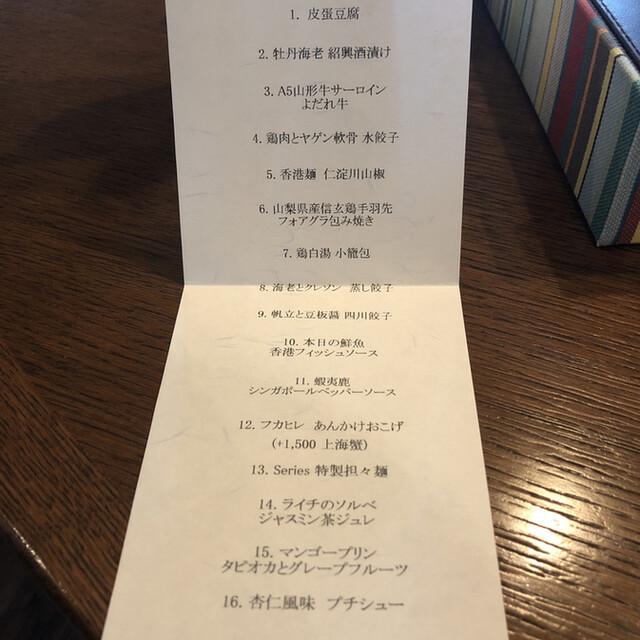 1. 皮蛋豆腐
2. 牡丹海老 紹興酒漬け
3. A5山形牛サーロイン
よだれ牛
4. 鶏肉とヤゲン軟骨 水餃子
5. 香港麺 仁淀川山椒
6. 山梨県産信玄鶏手羽先
フォアグラ包み焼き
7. 鶏白湯 小籠包
8. 海老とクレソン 蒸し餃子
9. 帆立と豆板醤 四川餃子
10. 本日の鮮魚
香港フィッシュソース
11. 蝦夷鹿
シンガポールペッパーソース
12. フカヒレ あんかけおこげ
(+1,500 上海蟹)
13. Series 特製担々麺
14. ライチのソルベ
ジャスミン茶ジュレ
15. マンゴープリン
タピオカとグレープフルーツ
16. 杏仁風味 プチシュー